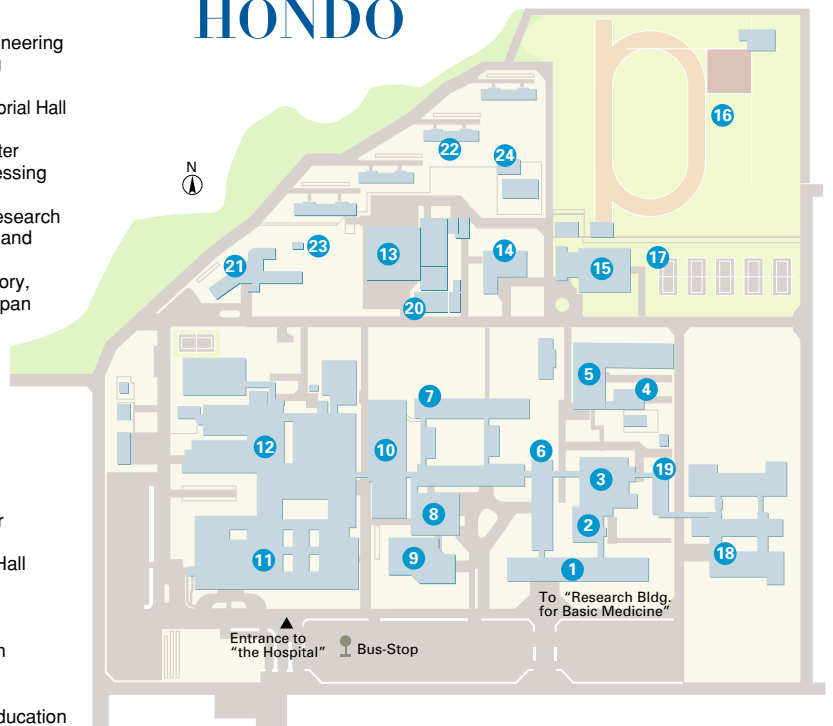 HONDO
neering
rial Hall
ter
essing
esearch
and
ory,
pan
r
Hall
n
ducation
N
16
22
24
23
21
13
14
15
17
20
7
5
4
12
10
6
3
19
8
2
9
11
1
18
To “Research Bldg.
for Basic Medicine”
Entrance to
“the Hospital”
Bus-Stop